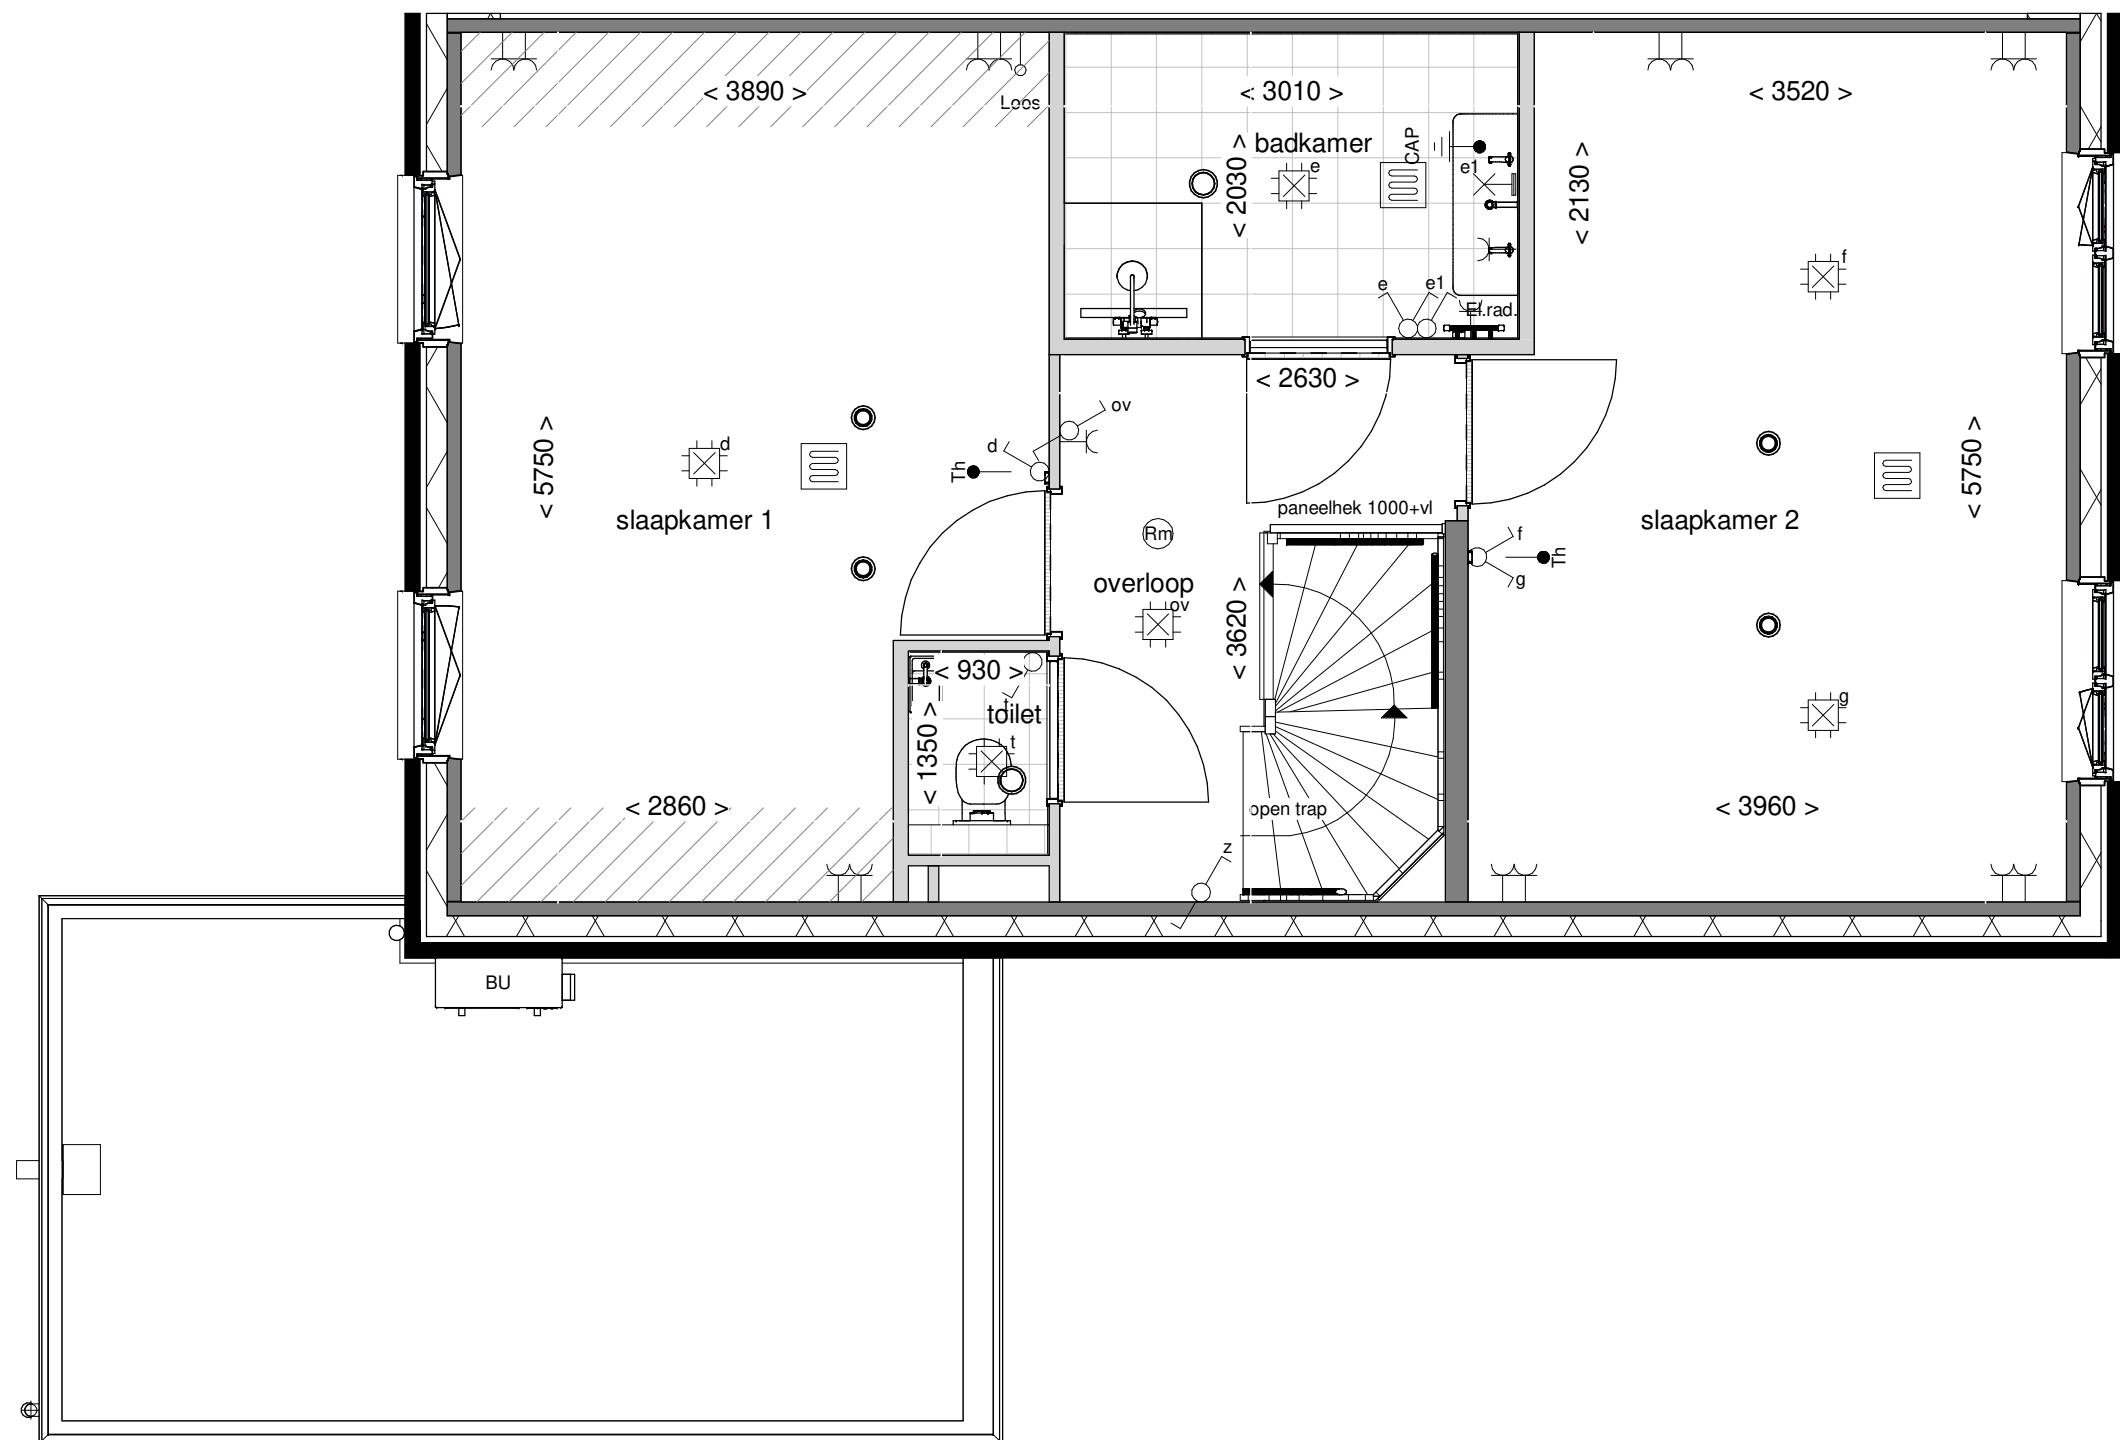 < 3890 >
< 3010 >
< 3520 >
Loos
badkamer
CAP
e
e1
< 2030 >
< 2130 >
f
e
e1
El.rad.
< 2630 >
ov
d
d
Th
< 5750 >
slaapkamer 1
paneelhek 1000+vl
Rm
overloop
ov
< 3620 >
f
g
Th
slaapkamer 2
< 5750 >
< 930 >
t
toilet
t
< 1350 >
g
< 2860 >
open trap
< 3960 >
z
BU